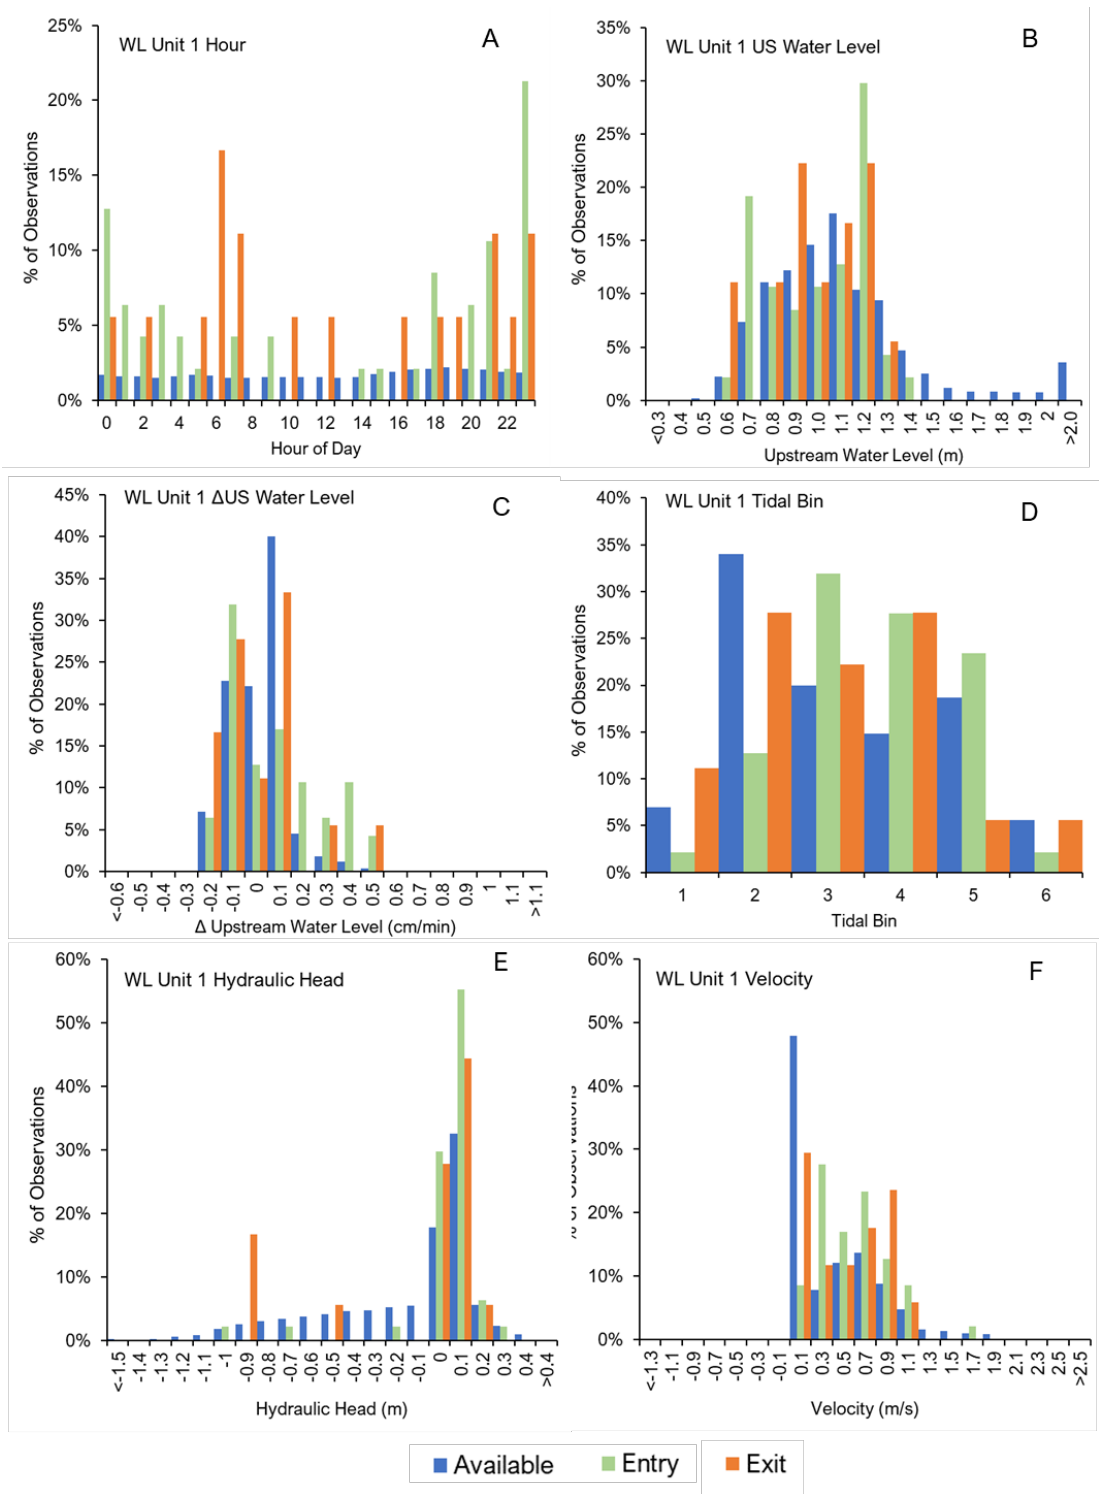 WL Unit 1 Hour
A
25%
20%
15%
10%
5%
0%
% of Observations
0 2 4 6 8 10 12 14 16 18 20 22
Hour of Day
WL Unit 1 US Water Level
B
35%
30%
25%
20%
15%
10%
5%
0%
% of Observations
<0.3 0.4 0.5 0.6 0.7 0.8 0.9 1.0 1.1 1.2 1.3 1.4 1.5 1.6 1.7 1.8 1.9 2 >2.0
Upstream Water Level (m)
WL Unit 1 ΔUS Water Level
C
45%
40%
35%
30%
25%
20%
15%
10%
5%
0%
% of Observations
<-0.6 -0.5 -0.4 -0.3 -0.2 -0.1 0 0.1 0.2 0.3 0.4 0.5 0.6 0.7 0.8 0.9 1 1.1 >1.1
Δ Upstream Water Level (cm/min)
WL Unit 1 Tidal Bin
D
40%
35%
30%
25%
20%
15%
10%
5%
0%
% of Observations
1 2 3 4 5 6
Tidal Bin
WL Unit 1 Hydraulic Head
E
60%
50%
40%
30%
20%
10%
0%
% of Observations
<-1.5 -1.4 -1.3 -1.2 -1.1 -1 -0.9 -0.8 -0.7 -0.6 -0.5 -0.4 -0.3 -0.2 -0.1 0 0.1 0.2 0.3 0.4 >0.4
Hydraulic Head (m)
WL Unit 1 Velocity
F
60%
50%
40%
30%
20%
10%
0%
% of Observations
<-1.3 -1.1 -0.9 -0.7 -0.5 -0.3 -0.1 0.1 0.3 0.5 0.7 0.9 1.1 1.3 1.5 1.7 1.9 2.1 2.3 2.5 >2.5
Velocity (m/s)
Available Entry Exit